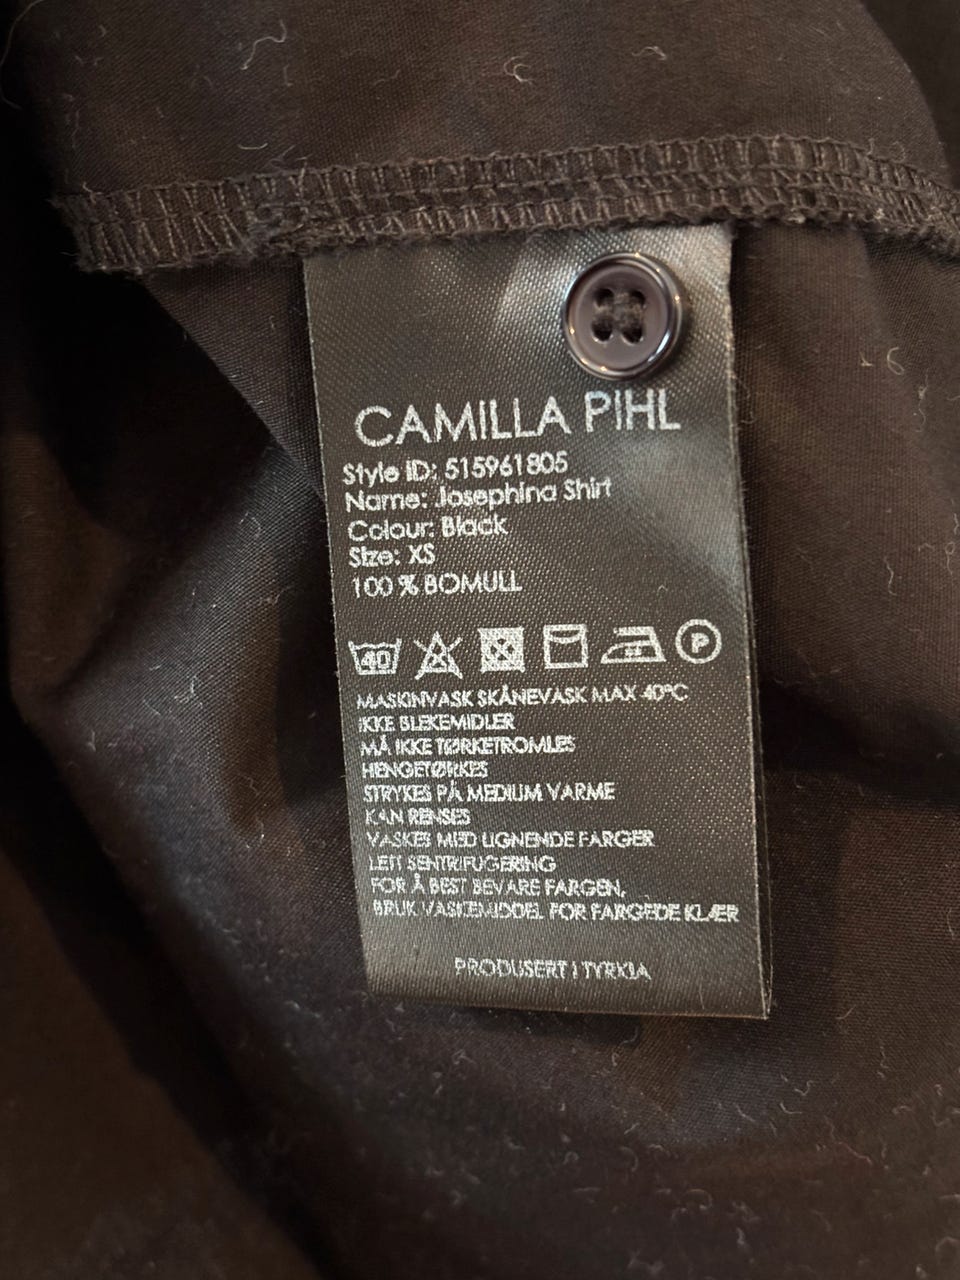 CAMILLA PIHL
Style ID: 515961805
Name: Josephina Shirt
Colour: Black
Size: XS
100 % BOMULL
40 P
MASKINVASK SKÅNEVASK MAX 40°C
IKKE BLEKEMIDLER
MÅ IKKE TØRKETROMLES
HENGETØRKES
STRYKES PÅ MEDIUM VARME
KAN RENSES
VASKES MED LIGNENDE FARGER
LETT SENTRIFUGERING
FOR Å BEST BEVARE FARGEN,
BRUK VASKEMIDDEL FOR FARGEDE KLÆR
PRODUSERT I TYRKIA